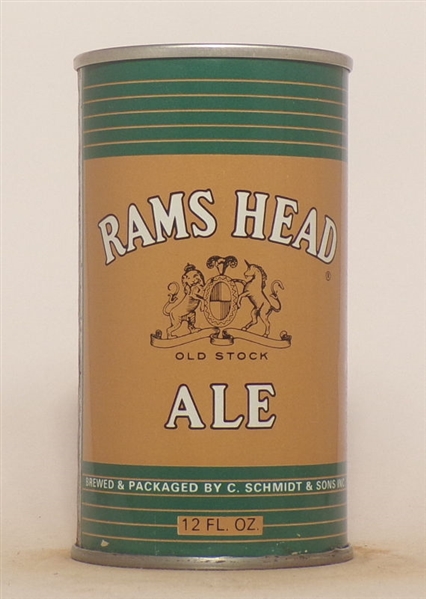 RAMS HEAD ®
OLD STOCK
ALE
BREWED & PACKAGED BY C. SCHMIDT & SONS INC.
12 FL. OZ.